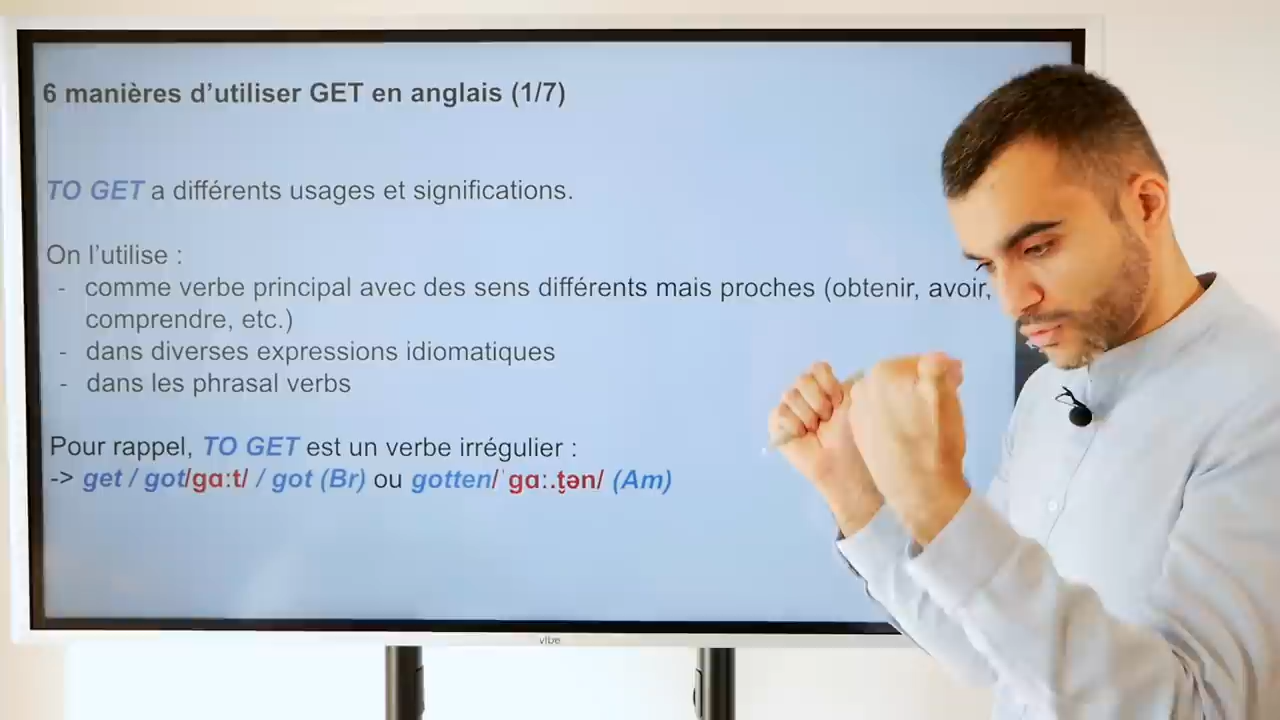 6 manières d’utiliser GET en anglais (1/7)
TO GET a différents usages et significations.
On l’utilise :
- comme verbe principal avec des sens différents mais proches (obtenir, avoir,
comprendre, etc.)
- dans diverses expressions idiomatiques
- dans les phrasal verbs
Pour rappel, TO GET est un verbe irrégulier :
-> get / got/gɑːt/ / got (Br) ou gotten/ˈgɑː.t̬ən/ (Am)
vibe